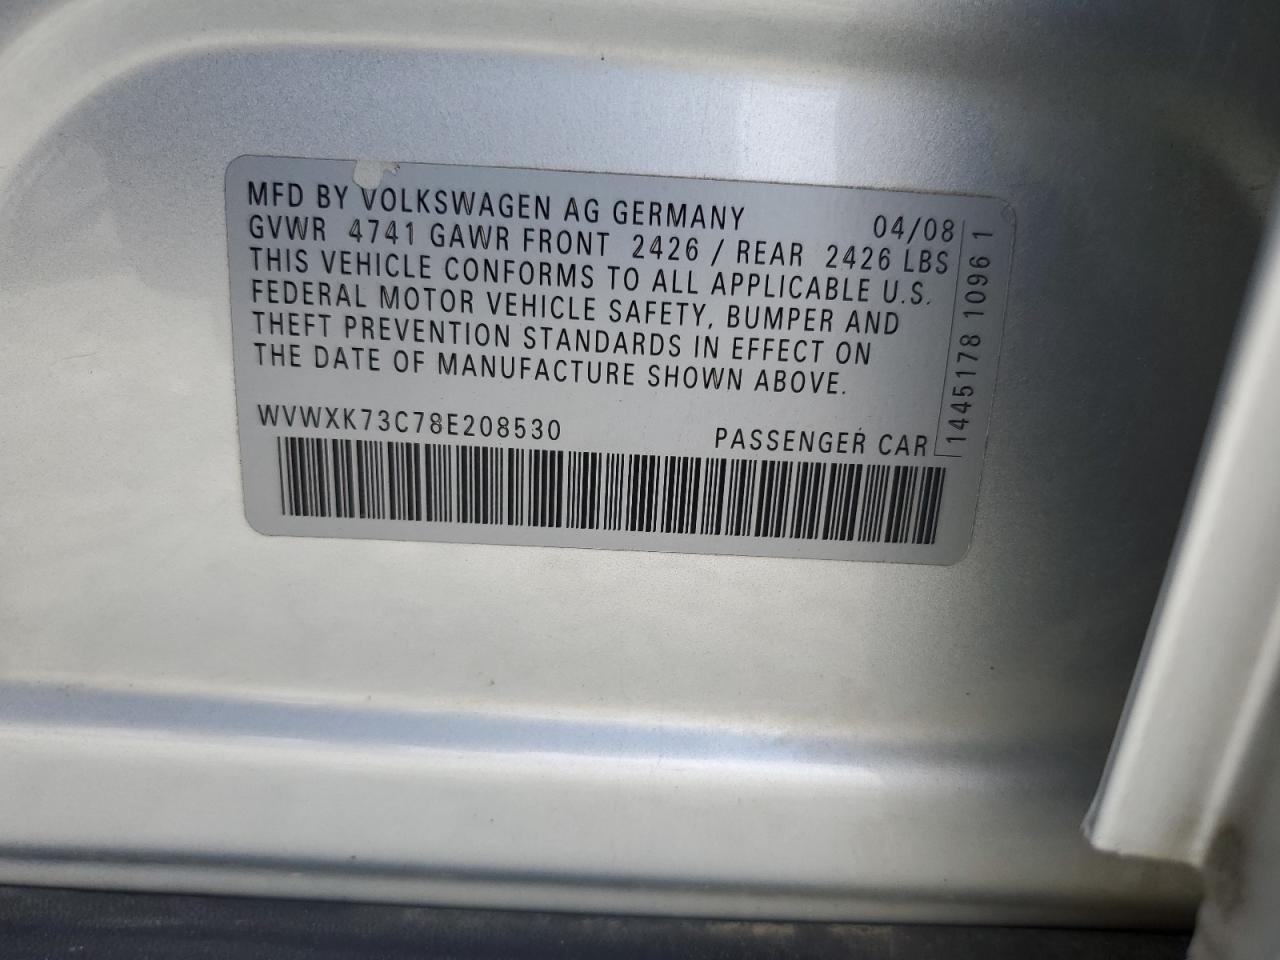 MFD BY VOLKSWAGEN AG GERMANY 04/08
GVWR 4741 GAWR FRONT 2426 / REAR 2426 LBS
THIS VEHICLE CONFORMS TO ALL APPLICABLE U.S.
FEDERAL MOTOR VEHICLE SAFETY, BUMPER AND
THEFT PREVENTION STANDARDS IN EFFECT ON
THE DATE OF MANUFACTURE SHOWN ABOVE.
WVWXK73C78E208530 PASSENGER CAR
14451781096 1